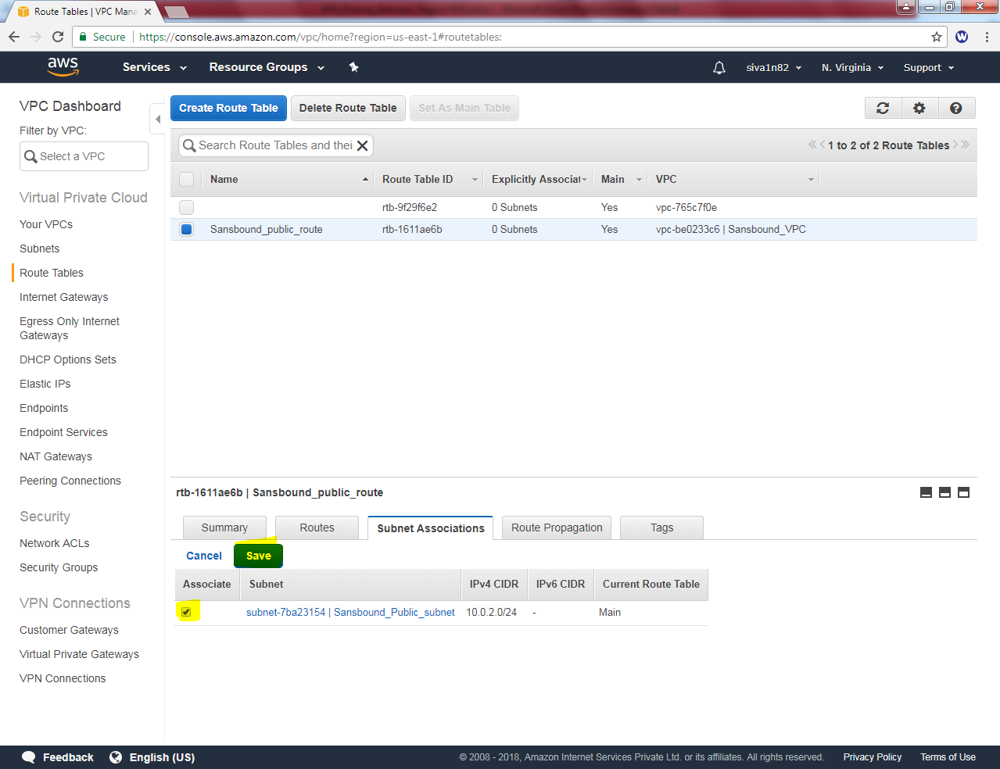 Route Tables | VPC Mana
Secure
https://console.aws.amazon.com/vpc/home?region=us-east-1#routetables:
W
aws
Services
Resource Groups
siva1n82
N. Virginia
Support
VPC Dashboard
Filter by VPC:
Select a VPC
Virtual Private Cloud
Your VPCs
Subnets
Route Tables
Internet Gateways
Egress Only Internet
Gateways
DHCP Options Sets
Elastic IPs
Endpoints
Endpoint Services
NAT Gateways
Peering Connections
Security
Network ACLs
Security Groups
VPN Connections
Customer Gateways
Virtual Private Gateways
VPN Connections
Create Route Table
Delete Route Table
Set As Main Table
Search Route Tables and thei
1 to 2 of 2 Route Tables
Name Route Table ID Explicitly Associat Main VPC
rtb-9f29f6e2 0 Subnets Yes vpc-765c7f0e
Sansbound_public_route rtb-1611ae6b 0 Subnets Yes vpc-be0233c6 | Sansbound_VPC
rtb-1611ae6b | Sansbound_public_route
Summary Routes Subnet Associations Route Propagation Tags
Cancel Save
Associate Subnet IPv4 CIDR IPv6 CIDR Current Route Table
subnet-7ba23154 | Sansbound_Public_subnet 10.0.2.0/24 - Main
Feedback
English (US)
© 2008 - 2018, Amazon Internet Services Private Ltd. or its affiliates. All rights reserved.
Privacy Policy
Terms of Use